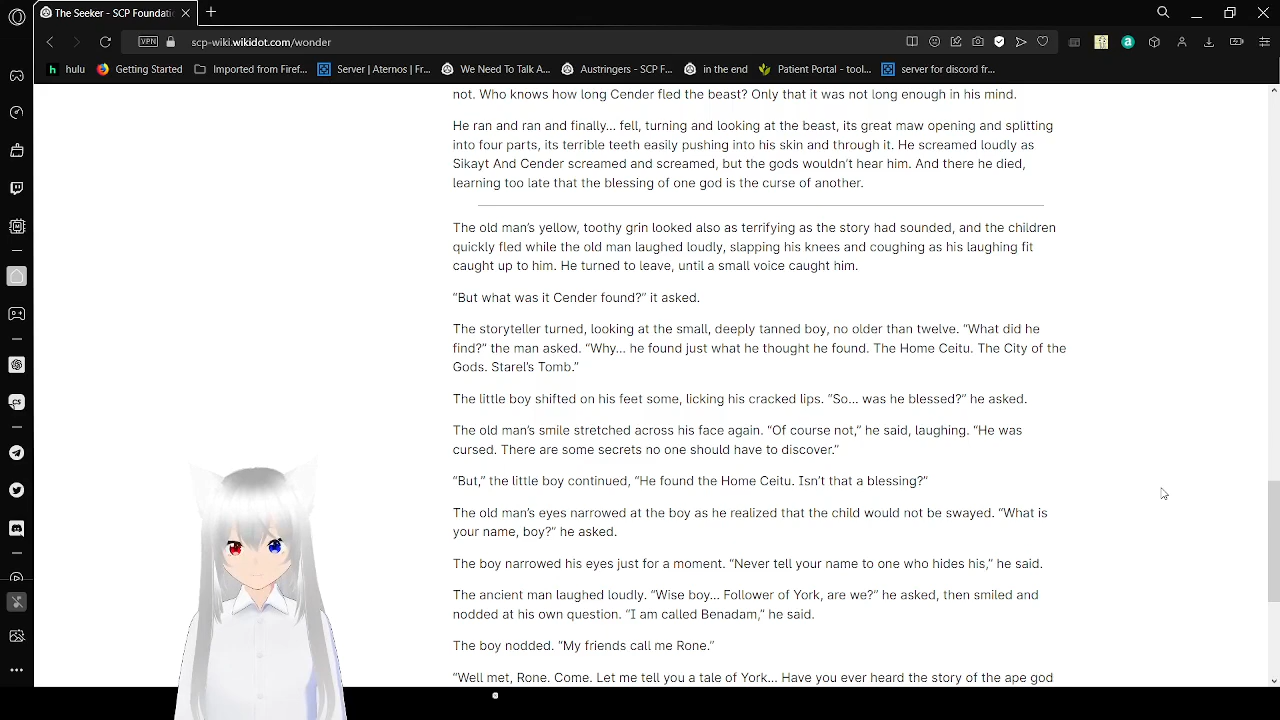 The Seeker - SCP Foundati
scp-wiki.wikidot.com/wonder
VPN
hulu
Getting Started
Imported from Firef...
Server | Aternos | Fr...
We Need To Talk A...
Austringers - SCP F...
in the end
Patient Portal - tool...
server for discord fr...
not. Who knows how long Cender fled the beast? Only that it was not long enough in his mind.
He ran and ran and finally... fell, turning and looking at the beast, its great maw opening and splitting
into four parts, its terrible teeth easily pushing into his skin and through it. He screamed loudly as
Sikayt And Cender screamed and screamed, but the gods wouldn't hear him. And there he died,
learning too late that the blessing of one god is the curse of another.
The old man's yellow, toothy grin looked also as terrifying as the story had sounded, and the children
quickly fled while the old man laughed loudly, slapping his knees and coughing as his laughing fit
caught up to him. He turned to leave, until a small voice caught him.
“But what was it Cender found?” it asked.
The storyteller turned, looking at the small, deeply tanned boy, no older than twelve. “What did he
find?” the man asked. “Why... he found just what he thought he found. The Home Ceitu. The City of the
Gods. Starel's Tomb.”
The little boy shifted on his feet some, licking his cracked lips. “So... was he blessed?” he asked.
The old man's smile stretched across his face again. “Of course not,” he said, laughing. “He was
cursed. There are some secrets no one should have to discover.”
“But,” the little boy continued, “He found the Home Ceitu. Isn't that a blessing?”
The old man's eyes narrowed at the boy as he realized that the child would not be swayed. “What is
your name, boy?” he asked.
The boy narrowed his eyes just for a moment. “Never tell your name to one who hides his,” he said.
The ancient man laughed loudly. “Wise boy... Follower of York, are we?” he asked, then smiled and
nodded at his own question. “I am called Benadam,” he said.
The boy nodded. “My friends call me Rone.”
“Well met, Rone. Come. Let me tell you a tale of York... Have you ever heard the story of the ape god